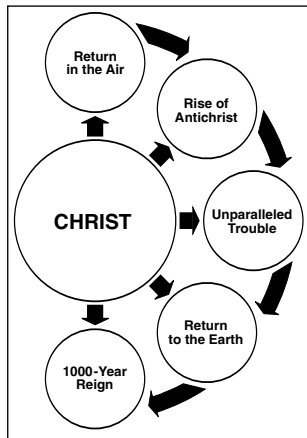 Return
in the Air
Rise of
Antichrist
CHRIST
Unparalleled
Trouble
Return
to the Earth
1000-Year
Reign